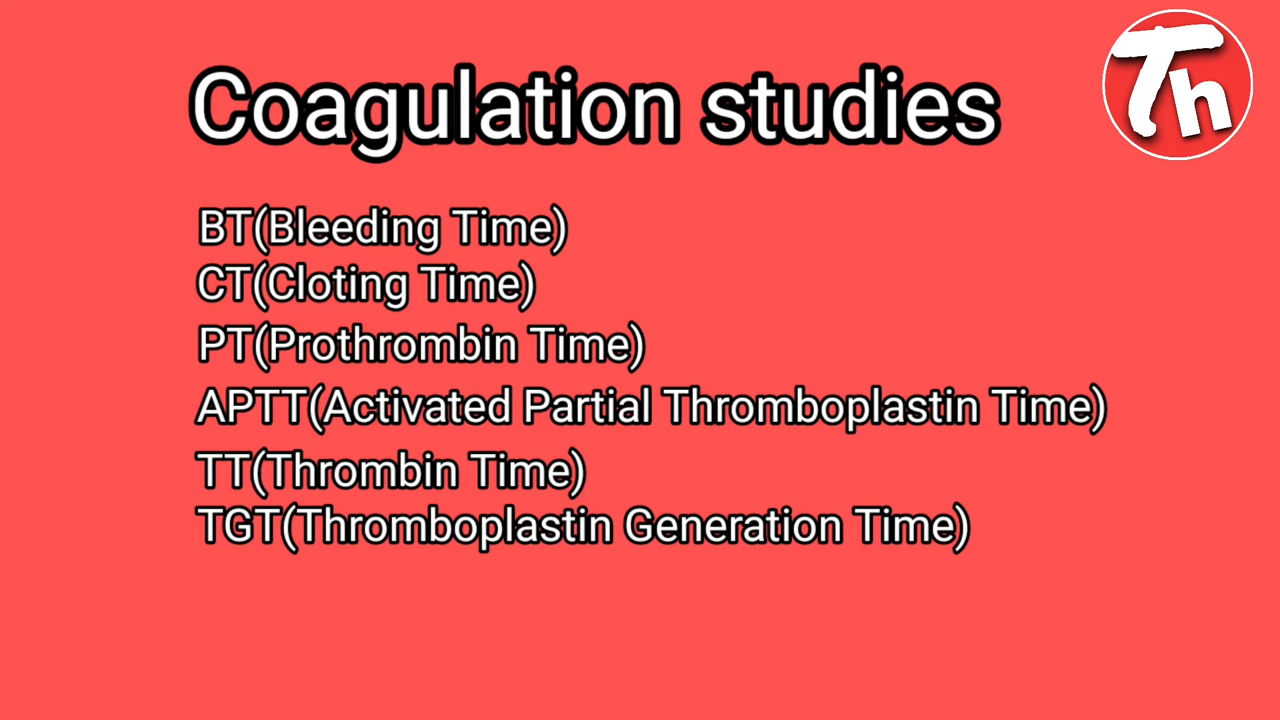 Th
Coagulation studies
BT(Bleeding Time)
CT(Cloting Time)
PT(Prothrombin Time)
APTT(Activated Partial Thromboplastin Time)
TT(Thrombin Time)
TGT(Thromboplastin Generation Time)